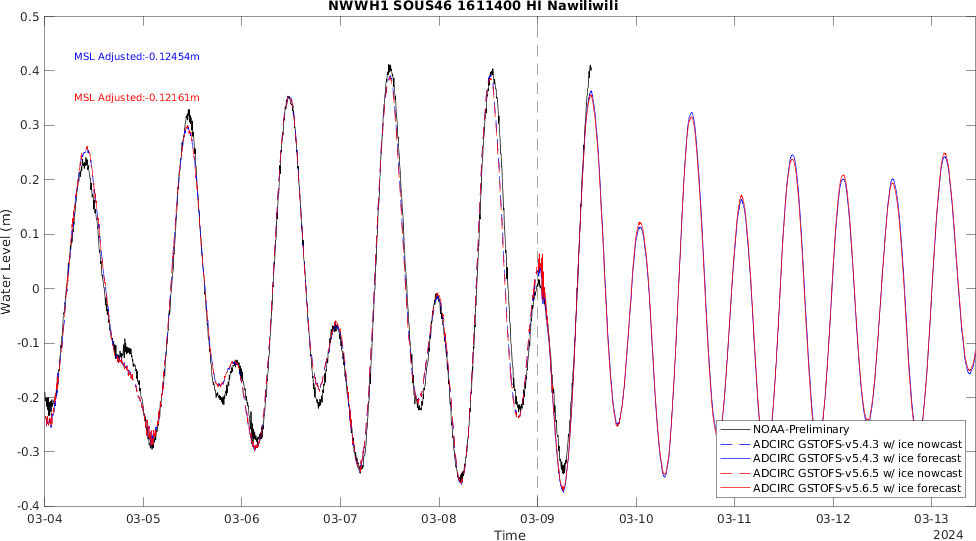 NWWH1 SOUS46 1611400 HI Nawiliwili
MSL Adjusted:-0.12454m
MSL Adjusted:-0.12161m
Water Level (m)
0.5
0.4
0.3
0.2
0.1
0
-0.1
-0.2
-0.3
-0.4
NOAA-Preliminary
ADCIRC GSTOFS-v5.4.3 w/ ice nowcast
ADCIRC GSTOFS-v5.4.3 w/ ice forecast
ADCIRC GSTOFS-v5.6.5 w/ ice nowcast
ADCIRC GSTOFS-v5.6.5 w/ ice forecast
03-04 03-05 03-06 03-07 03-08 03-09 03-10 03-11 03-12 03-13
Time
2024